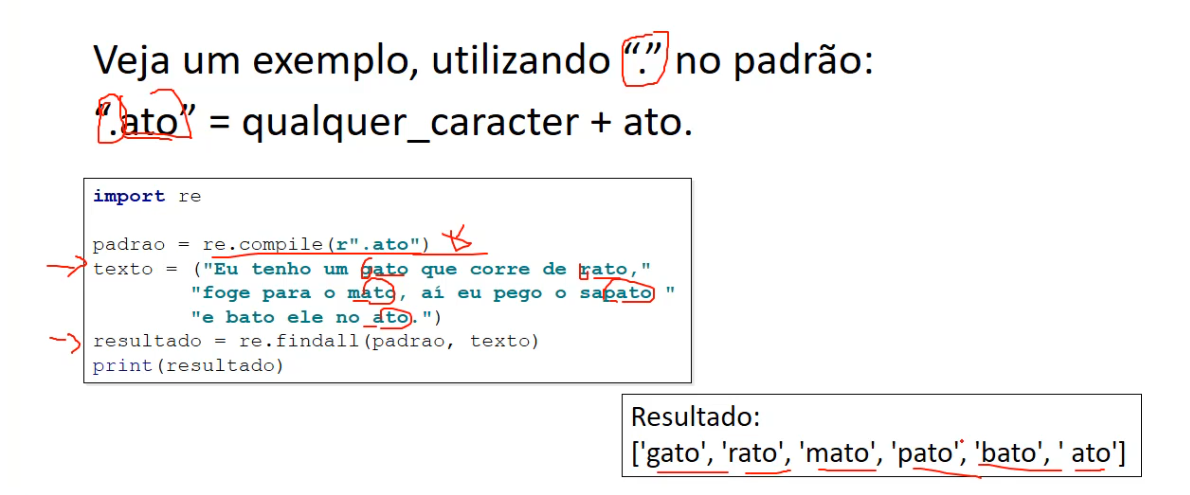 Veja um exemplo, utilizando “.” no padrão:
“.ato” = qualquer_caracter + ato.
import re
padrao = re.compile(r".ato")
texto = ("Eu tenho um gato que corre de rato,"
"foge para o mato, aí eu pego o sapato "
"e bato ele no ato.")
resultado = re.findall(padrao, texto)
print(resultado)
Resultado:
['gato', 'rato', 'mato', 'pato', 'bato', ' ato']